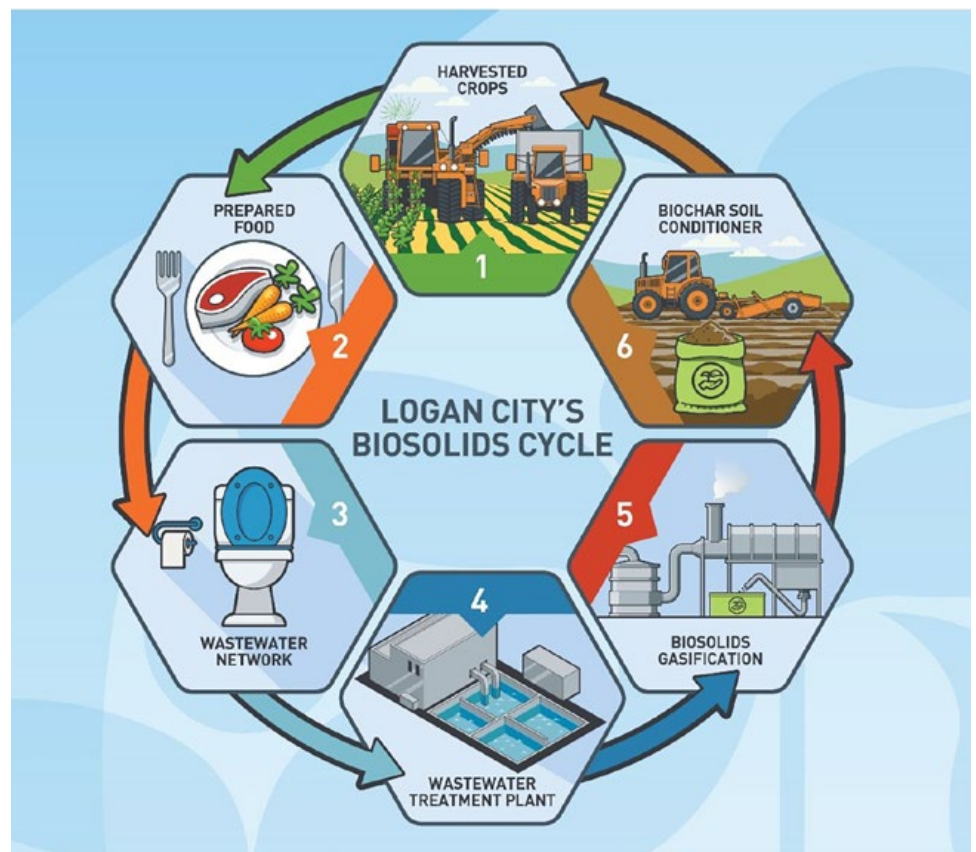 HARVESTED
CROPS
1
PREPARED
FOOD
2
3
WASTEWATER
NETWORK
4
WASTEWATER
TREATMENT PLANT
5
BIOSOLIDS
GASIFICATION
BIOCHAR SOIL
CONDITIONER
6
LOGAN CITY'S
BIOSOLIDS CYCLE